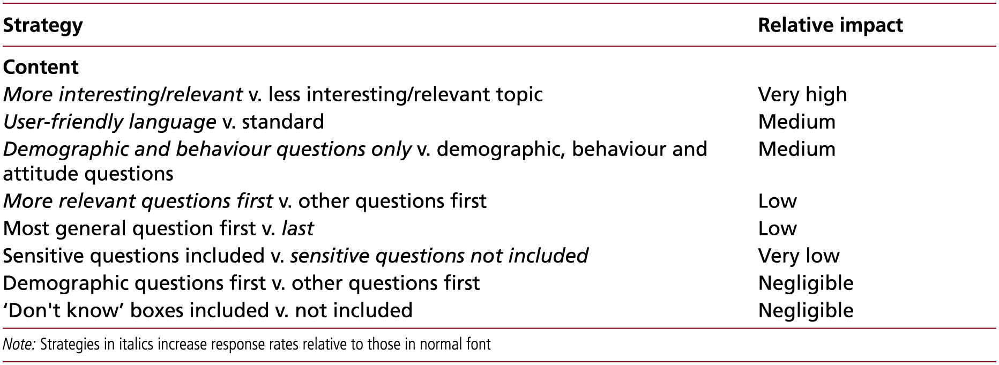 Strategy Relative impact
Content
More interesting/relevant v. less interesting/relevant topic Very high
User-friendly language v. standard Medium
Demographic and behaviour questions only v. demographic, behaviour and Medium
attitude questions
More relevant questions first v. other questions first Low
Most general question first v. last Low
Sensitive questions included v. sensitive questions not included Very low
Demographic questions first v. other questions first Negligible
‘Don't know’ boxes included v. not included Negligible
Note: Strategies in italics increase response rates relative to those in normal font